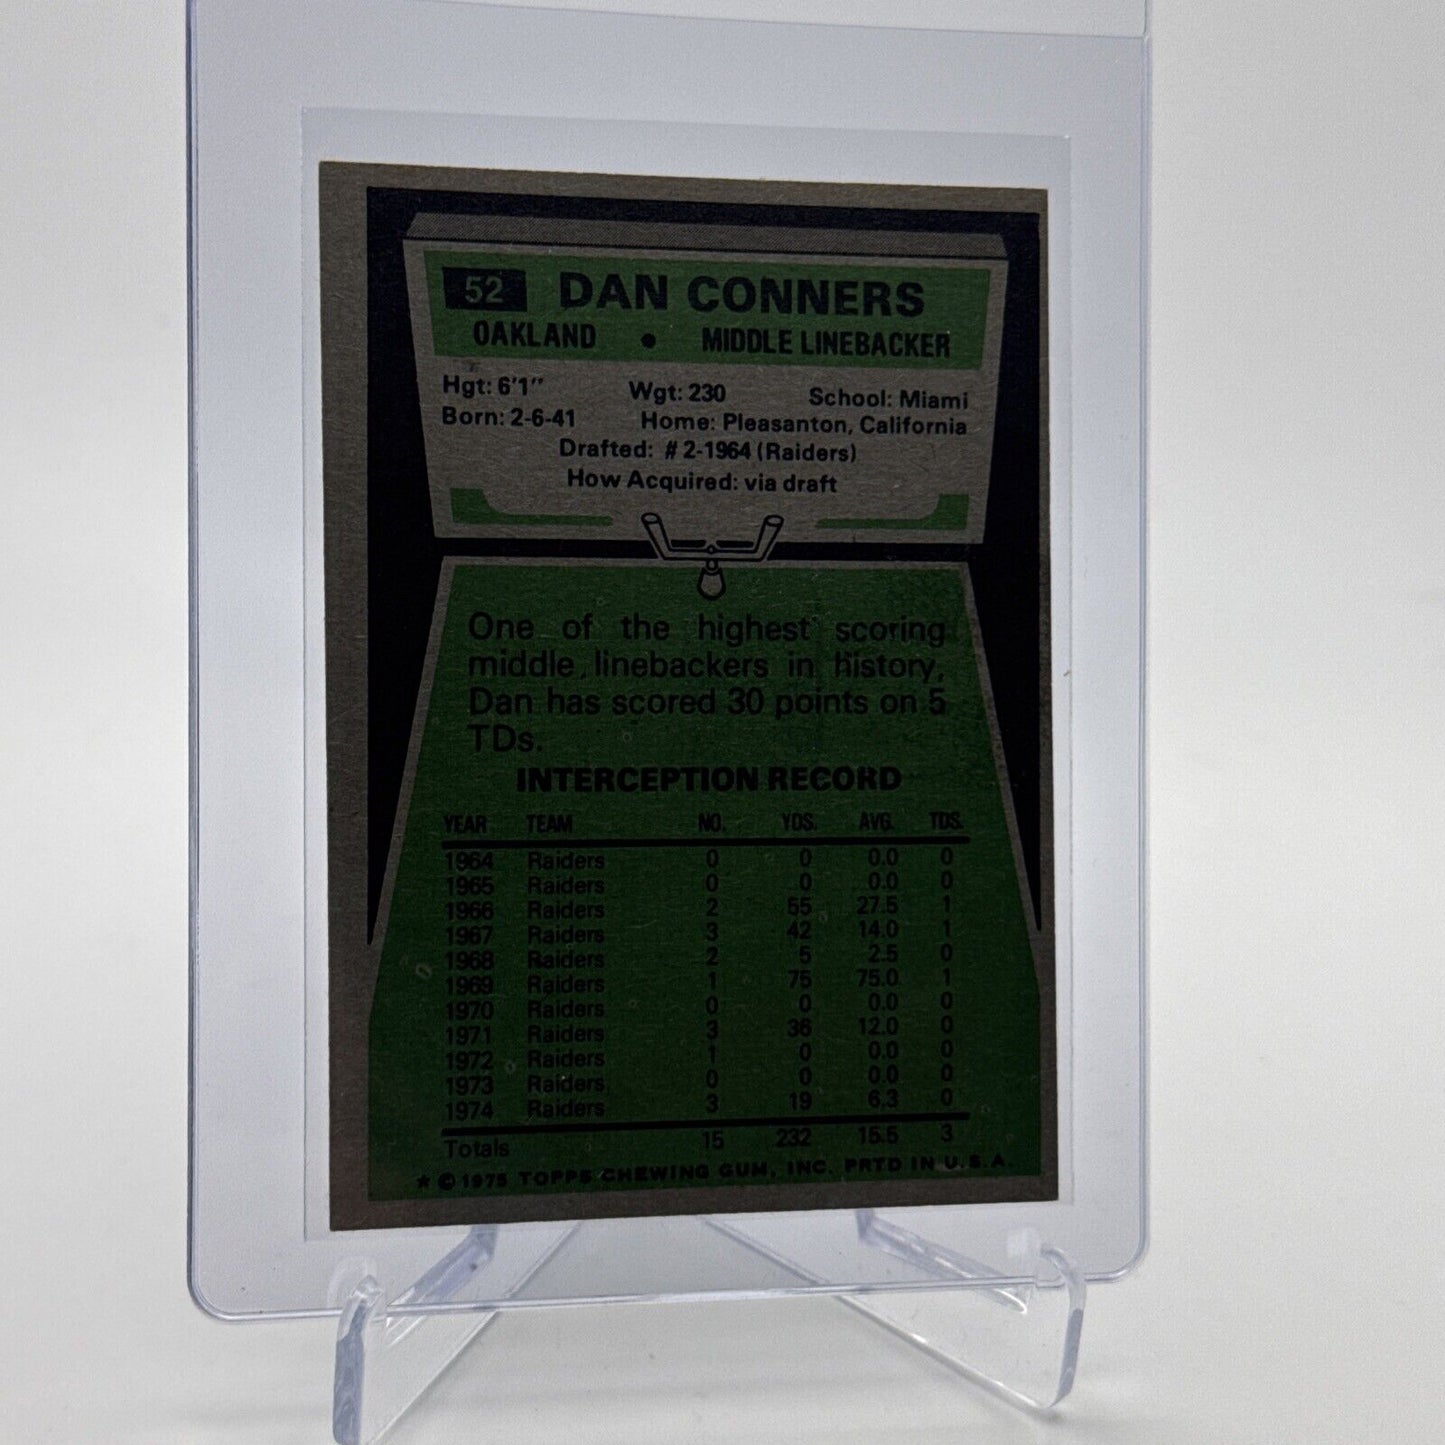 52 DAN CONNERS
OAKLAND • MIDDLE LINEBACKER
Hgt: 6'1" Wgt: 230 School: Miami
Born: 2-6-41 Home: Pleasanton, California
Drafted: # 2-1964 (Raiders)
How Acquired: via draft
One of the highest scoring
middle linebackers in history,
Dan has scored 30 points on 5
TDs.
INTERCEPTION RECORD
YEAR TEAM NO. YDS. AVG. TDS.
1964 Raiders 0 0 0.0 0
1965 Raiders 0 0 0.0 0
1966 Raiders 2 55 27.5 1
1967 Raiders 3 42 14.0 1
1968 Raiders 2 5 2.5 0
1969 Raiders 1 75 75.0 1
1970 Raiders 0 0 0.0 0
1971 Raiders 3 36 12.0 0
1972 Raiders 1 0 0.0 0
1973 Raiders 0 0 0.0 0
1974 Raiders 3 19 6.3 0
Totals 15 232 15.5 3
★ © 1975 TOPPS CHEWING GUM, INC. PRTD IN U.S.A.